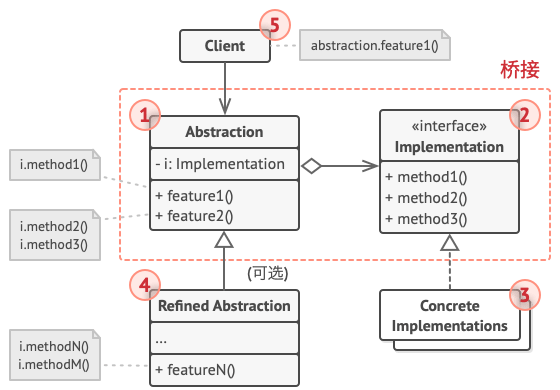 5
Client
abstraction.feature1()
桥接
1
Abstraction
- i: Implementation
+ feature1()
+ feature2()
2
«interface»
Implementation
+ method1()
+ method2()
+ method3()
i.method1()
i.method2()
i.method3()
(可选)
4
Refined Abstraction
...
+ featureN()
3
Concrete
Implementations
i.methodN()
i.methodM()